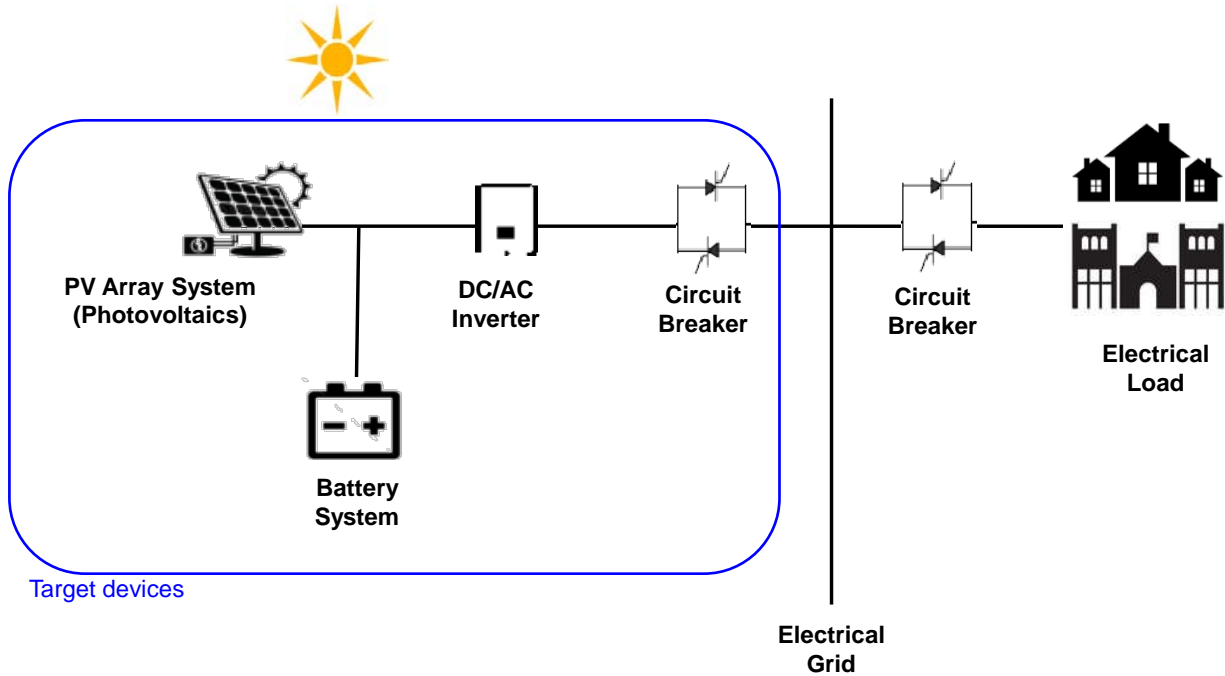 PV Array System
(Photovoltaics)
DC/AC
Inverter
Circuit
Breaker
Circuit
Breaker
Electrical
Load
Battery
System
Target devices
Electrical
Grid